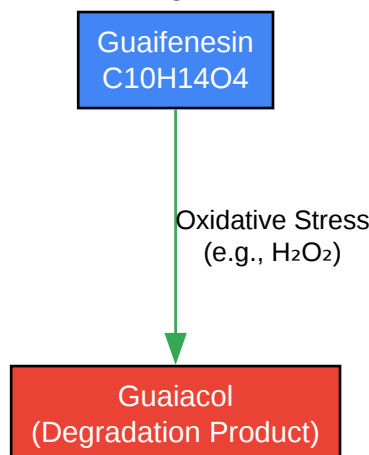 Guaifenesin
C10H14O4
Oxidative Stress
(e.g., H₂O₂)
Guaiacol
(Degradation Product)